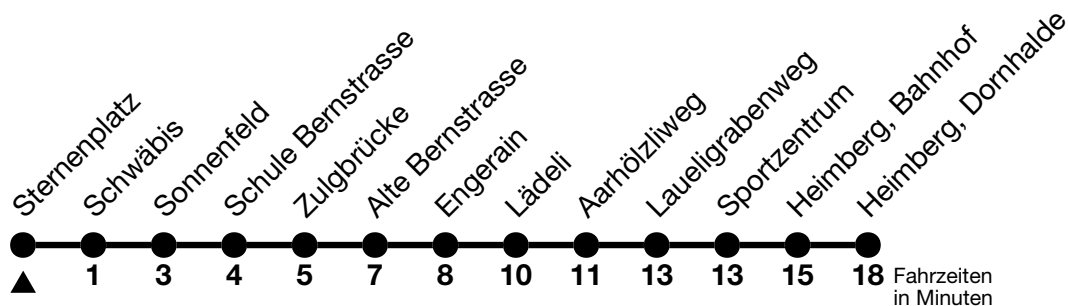 Sternenplatz
Schwäbis
Sonnenfeld
Schule Bernstrasse
Zulgbrücke
Alte Bernstrasse
Engerain
Lädeli
Aarhölzliweg
Laueligrabenweg
Sportzentrum
Heimberg, Bahnhof
Heimberg, Dornhalde
1 3 4 5 7 8 10 11 13 13 15 18 Fahrzeiten
in Minuten